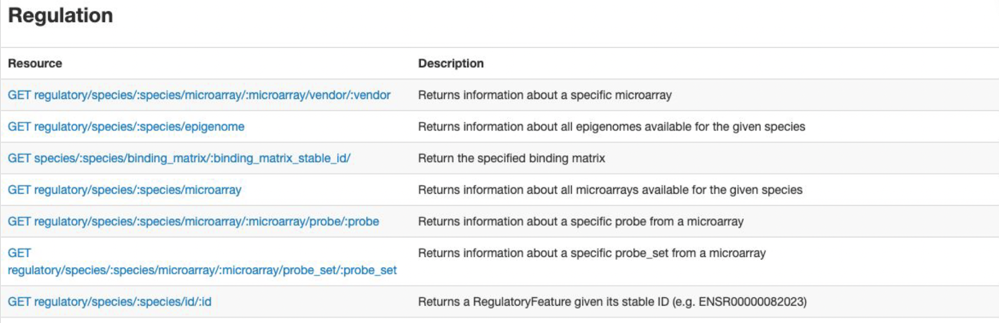 Regulation
Resource Description
GET regulatory/species/:species/microarray/:microarray/vendor/:vendor Returns information about a specific microarray
GET regulatory/species/:species/epigenome Returns information about all epigenomes available for the given species
GET species/:species/binding_matrix/:binding_matrix_stable_id/ Return the specified binding matrix
GET regulatory/species/:species/microarray Returns information about all microarrays available for the given species
GET regulatory/species/:species/microarray/:microarray/probe/:probe Returns information about a specific probe from a microarray
GET Returns information about a specific probe_set from a microarray
regulatory/species/:species/microarray/:microarray/probe_set/:probe_set
GET regulatory/species/:species/id/:id Returns a RegulatoryFeature given its stable ID (e.g. ENSR00000082023)